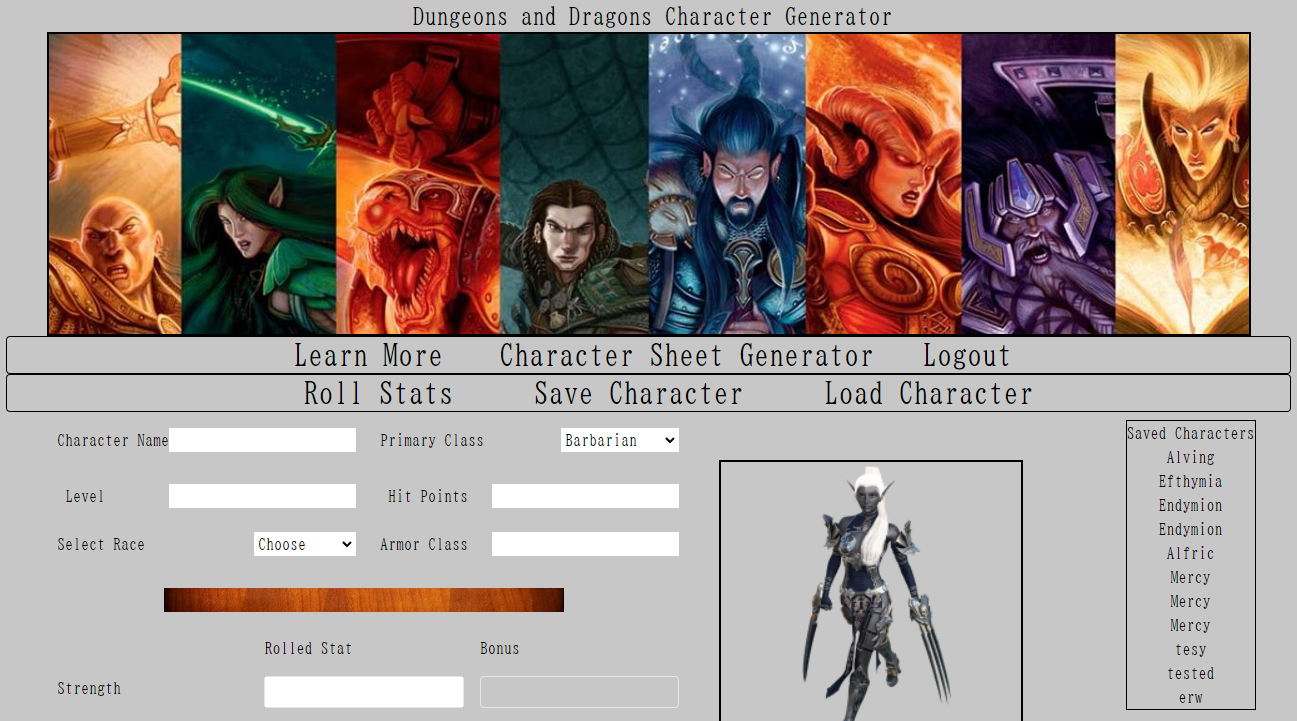 Dungeons and Dragons Character Generator
Learn More Character Sheet Generator Logout
Roll Stats Save Character Load Character
Character Name Primary Class Barbarian
Level Hit Points
Select Race Choose Armor Class
Rolled Stat Bonus
Strength
Saved Characters
Alving
Efthymia
Endymion
Endymion
Alfric
Mercy
Mercy
Mercy
tesy
tested
erw